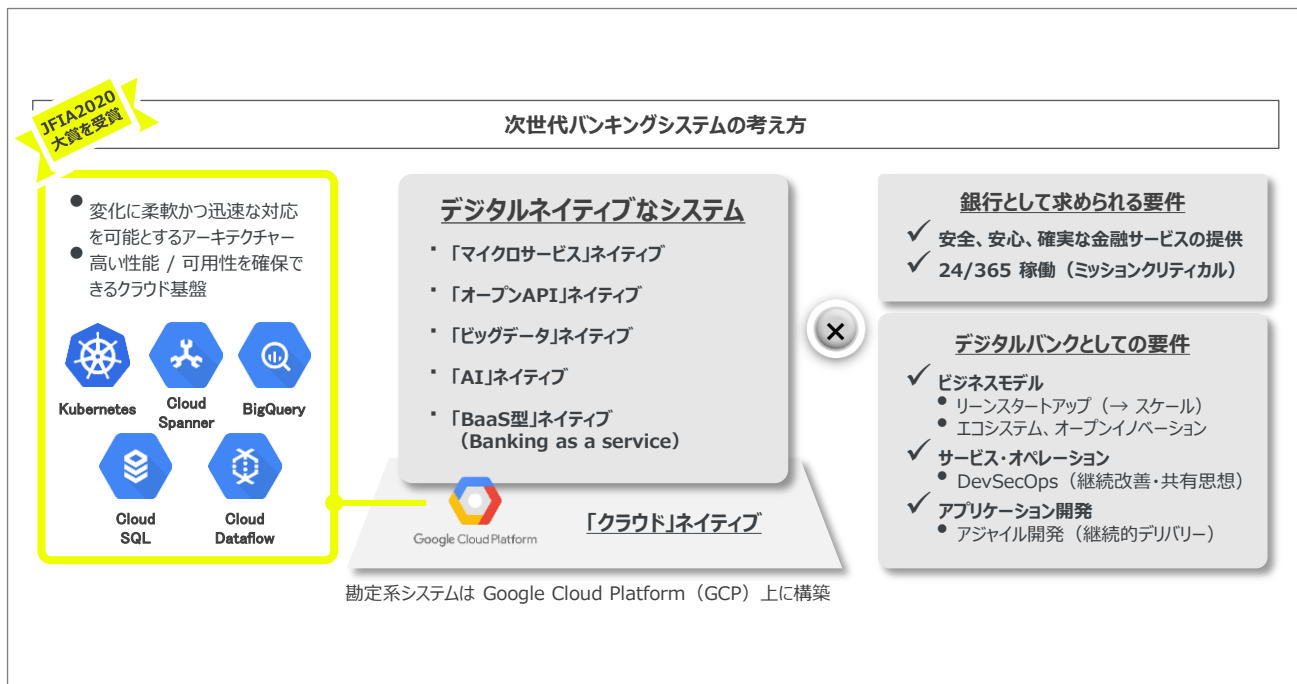 JFIA2020
大賞を受賞
次世代バンキングシステムの考え方
● 変化に柔軟かつ迅速な対応
を可能とするアーキテクチャー
● 高い性能 / 可用性を確保で
きるクラウド基盤
Kubernetes
Cloud
Spanner
BigQuery
Cloud
SQL
Cloud
Dataflow
デジタルネイティブなシステム
・「マイクロサービス」ネイティブ
・「オープンAPI」ネイティブ
・「ビッグデータ」ネイティブ
・「AI」ネイティブ
・「BaaS型」ネイティブ
（Banking as a service）
Google Cloud Platform
「クラウド」ネイティブ
勘定系システムは Google Cloud Platform（GCP）上に構築
×
銀行として求められる要件
✓ 安全、安心、確実な金融サービスの提供
✓ 24/365 稼働（ミッションクリティカル）
デジタルバンクとしての要件
✓ ビジネスモデル
● リーンスタートアップ（→ スケール）
● エコシステム、オープンイノベーション
✓ サービス・オペレーション
● DevSecOps（継続改善・共有思想）
✓ アプリケーション開発
● アジャイル開発（継続的デリバリー）